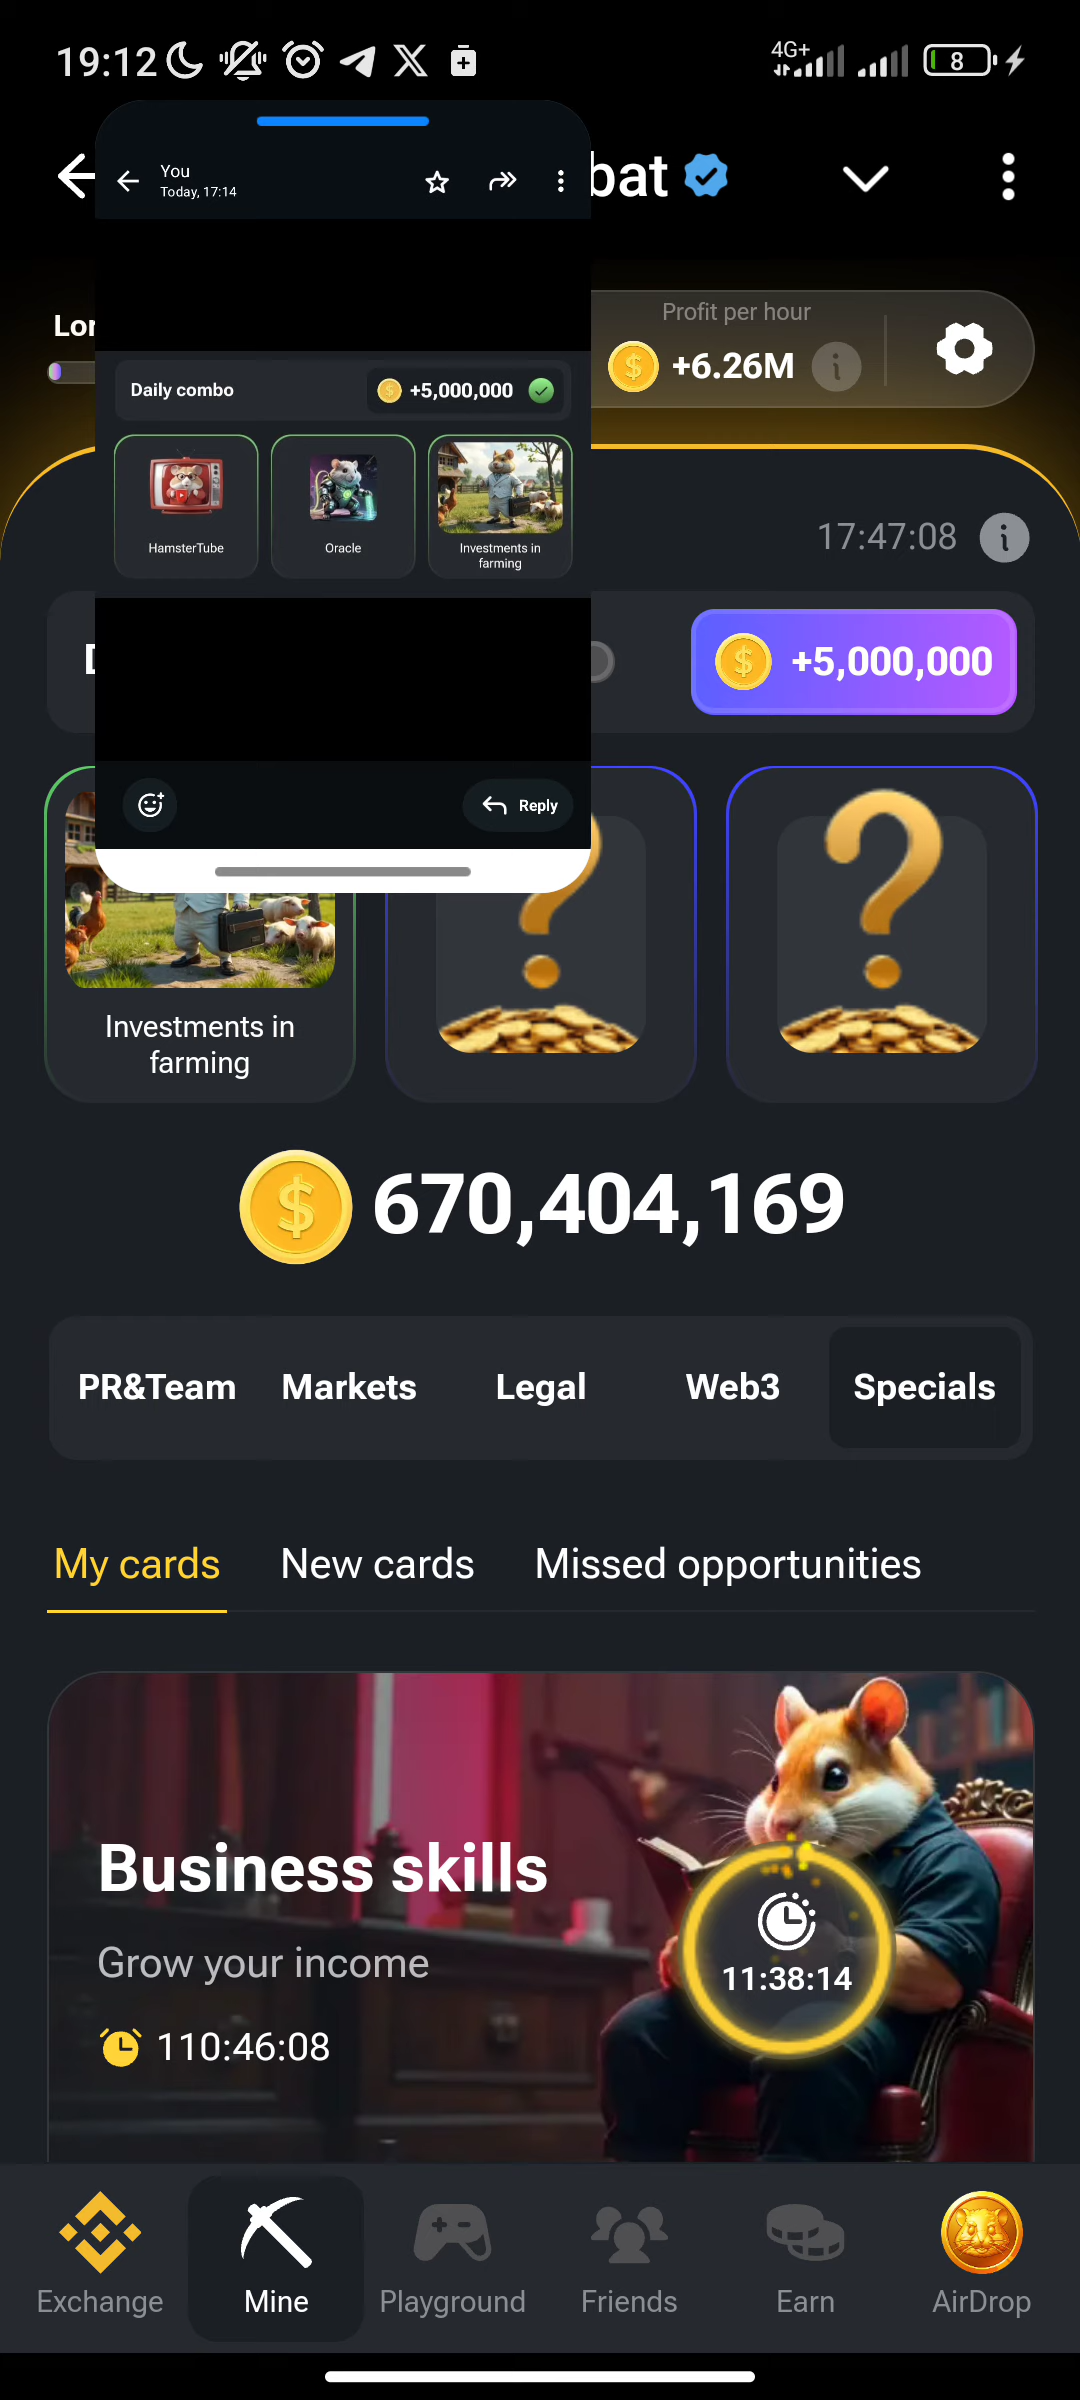 19:12
4G+
8
You
Today, 17:14
bat
Profit per hour
+6.26M
Daily combo
+5,000,000
HamsterTube
Oracle
Investments in
farming
17:47:08
+5,000,000
Reply
Investments in
farming
670,404,169
PR&Team
Markets
Legal
Web3
Specials
My cards
New cards
Missed opportunities
Business skills
Grow your income
110:46:08
11:38:14
Exchange
Mine
Playground
Friends
Earn
AirDrop